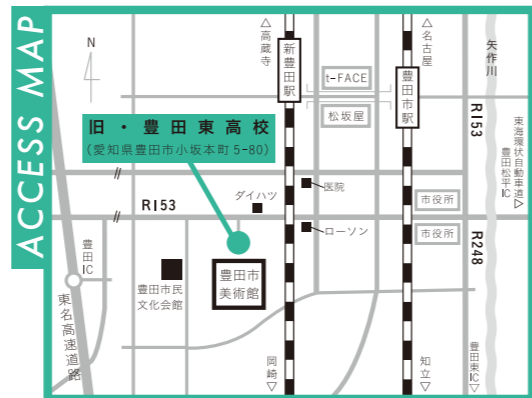 ACCESS MAP
N
△高蔵寺
新豊田駅
t-FACE
松坂屋
△名古屋
豊田市駅
矢作川
R153
東海環状自動車道
豊田松平IC▷
旧・豊田東高校
(愛知県豊田市小坂本町 5-80)
医院
市役所
R153
ダイハツ
ローソン
市役所
R248
豊田IC
東名高速道路
豊田市民
文化会館
豊田市
美術館
岡崎▽
知立▽
豊田東IC▽